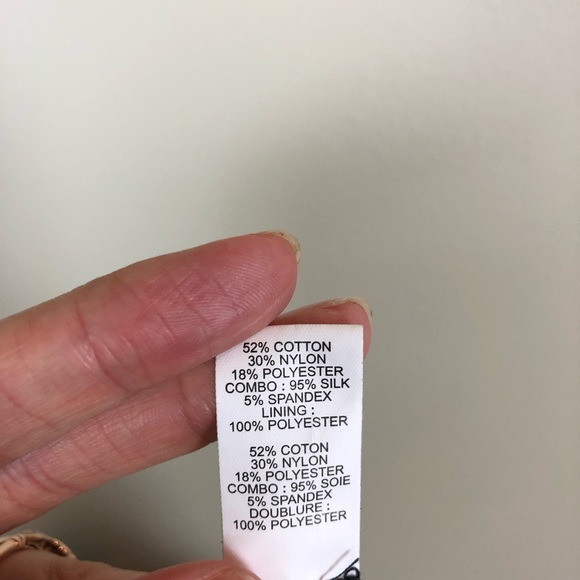 52% COTTON
30% NYLON
18% POLYESTER
COMBO : 95% SILK
5% SPANDEX
LINING :
100% POLYESTER
52% COTON
30% NYLON
18% POLYESTER
COMBO : 95% SOIE
5% SPANDEX
DOUBLURE :
100% POLYESTER